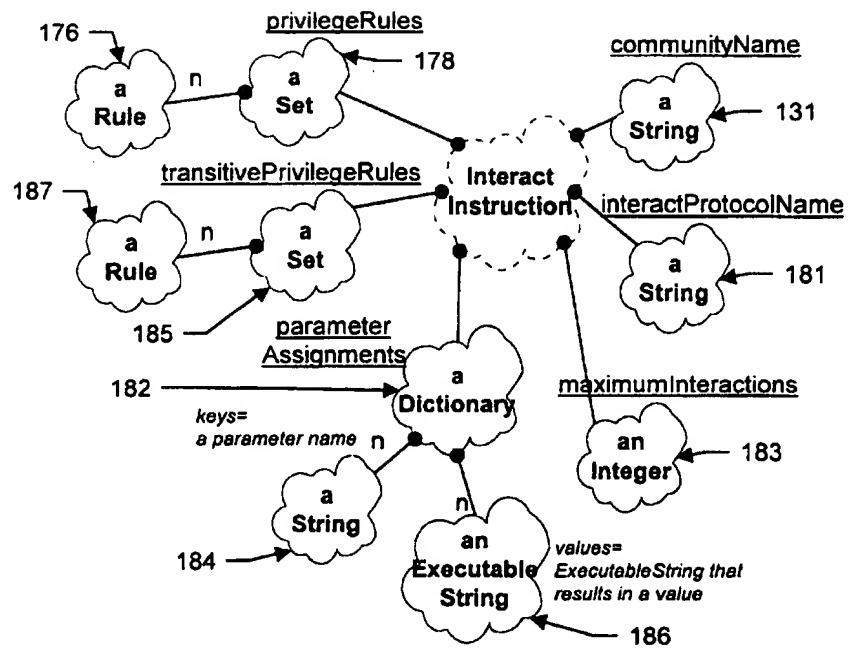 privilegeRules
176
178
n
a
Rule
a
Set
communityName
a
String
131
transitivePrivilegeRules
187
n
a
Rule
a
Set
185
Interact
Instruction
interactProtocolName
a
String
181
parameter
Assignments
182
a
Dictionary
maximumInteractions
an
Integer
183
keys=
a parameter name
n
a
String
184
n
an
Executable
String
values=
ExecutableString that
results in a value
186